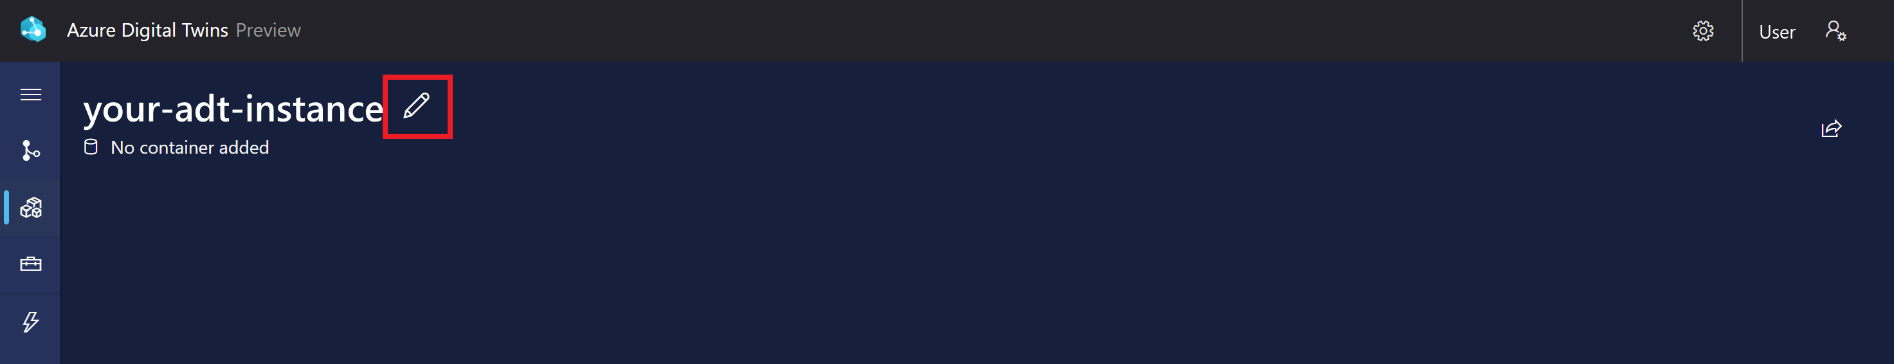 Azure Digital Twins Preview
User
your-adt-instance
No container added